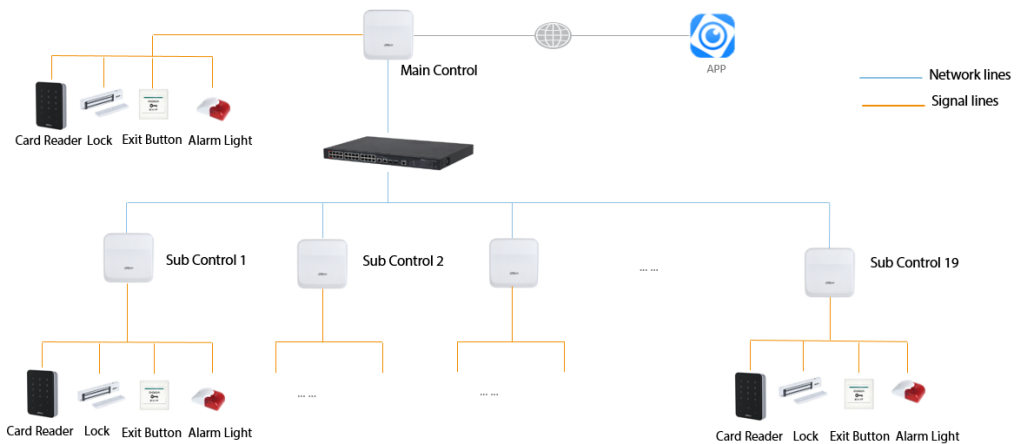 Main Control
APP
Network lines
Signal lines
Card Reader Lock Exit Button Alarm Light
Sub Control 1
Sub Control 2
... ...
Sub Control 19
... ...
... ...
Card Reader Lock Exit Button Alarm Light
Card Reader Lock Exit Button Alarm Light